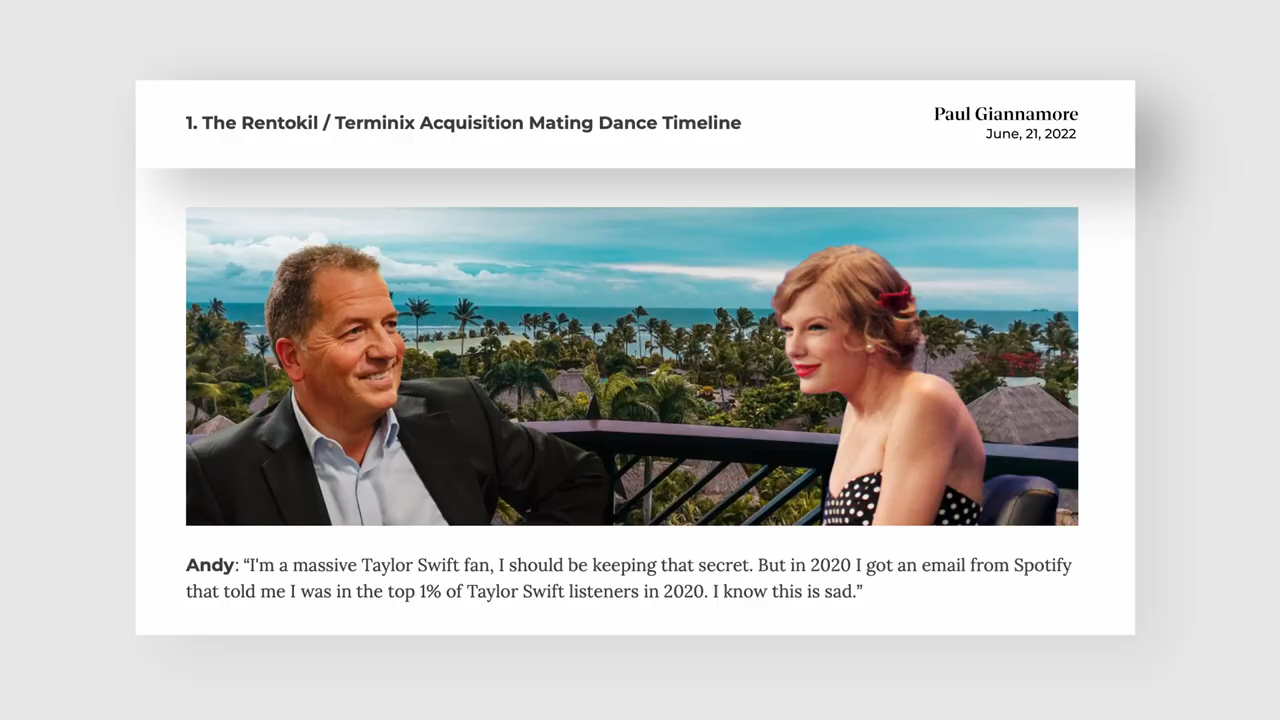 1. The Rentokil / Terminix Acquisition Mating Dance Timeline
Paul Giannamore
June, 21, 2022
Andy: “I'm a massive Taylor Swift fan, I should be keeping that secret. But in 2020 I got an email from Spotify
that told me I was in the top 1% of Taylor Swift listeners in 2020. I know this is sad.”